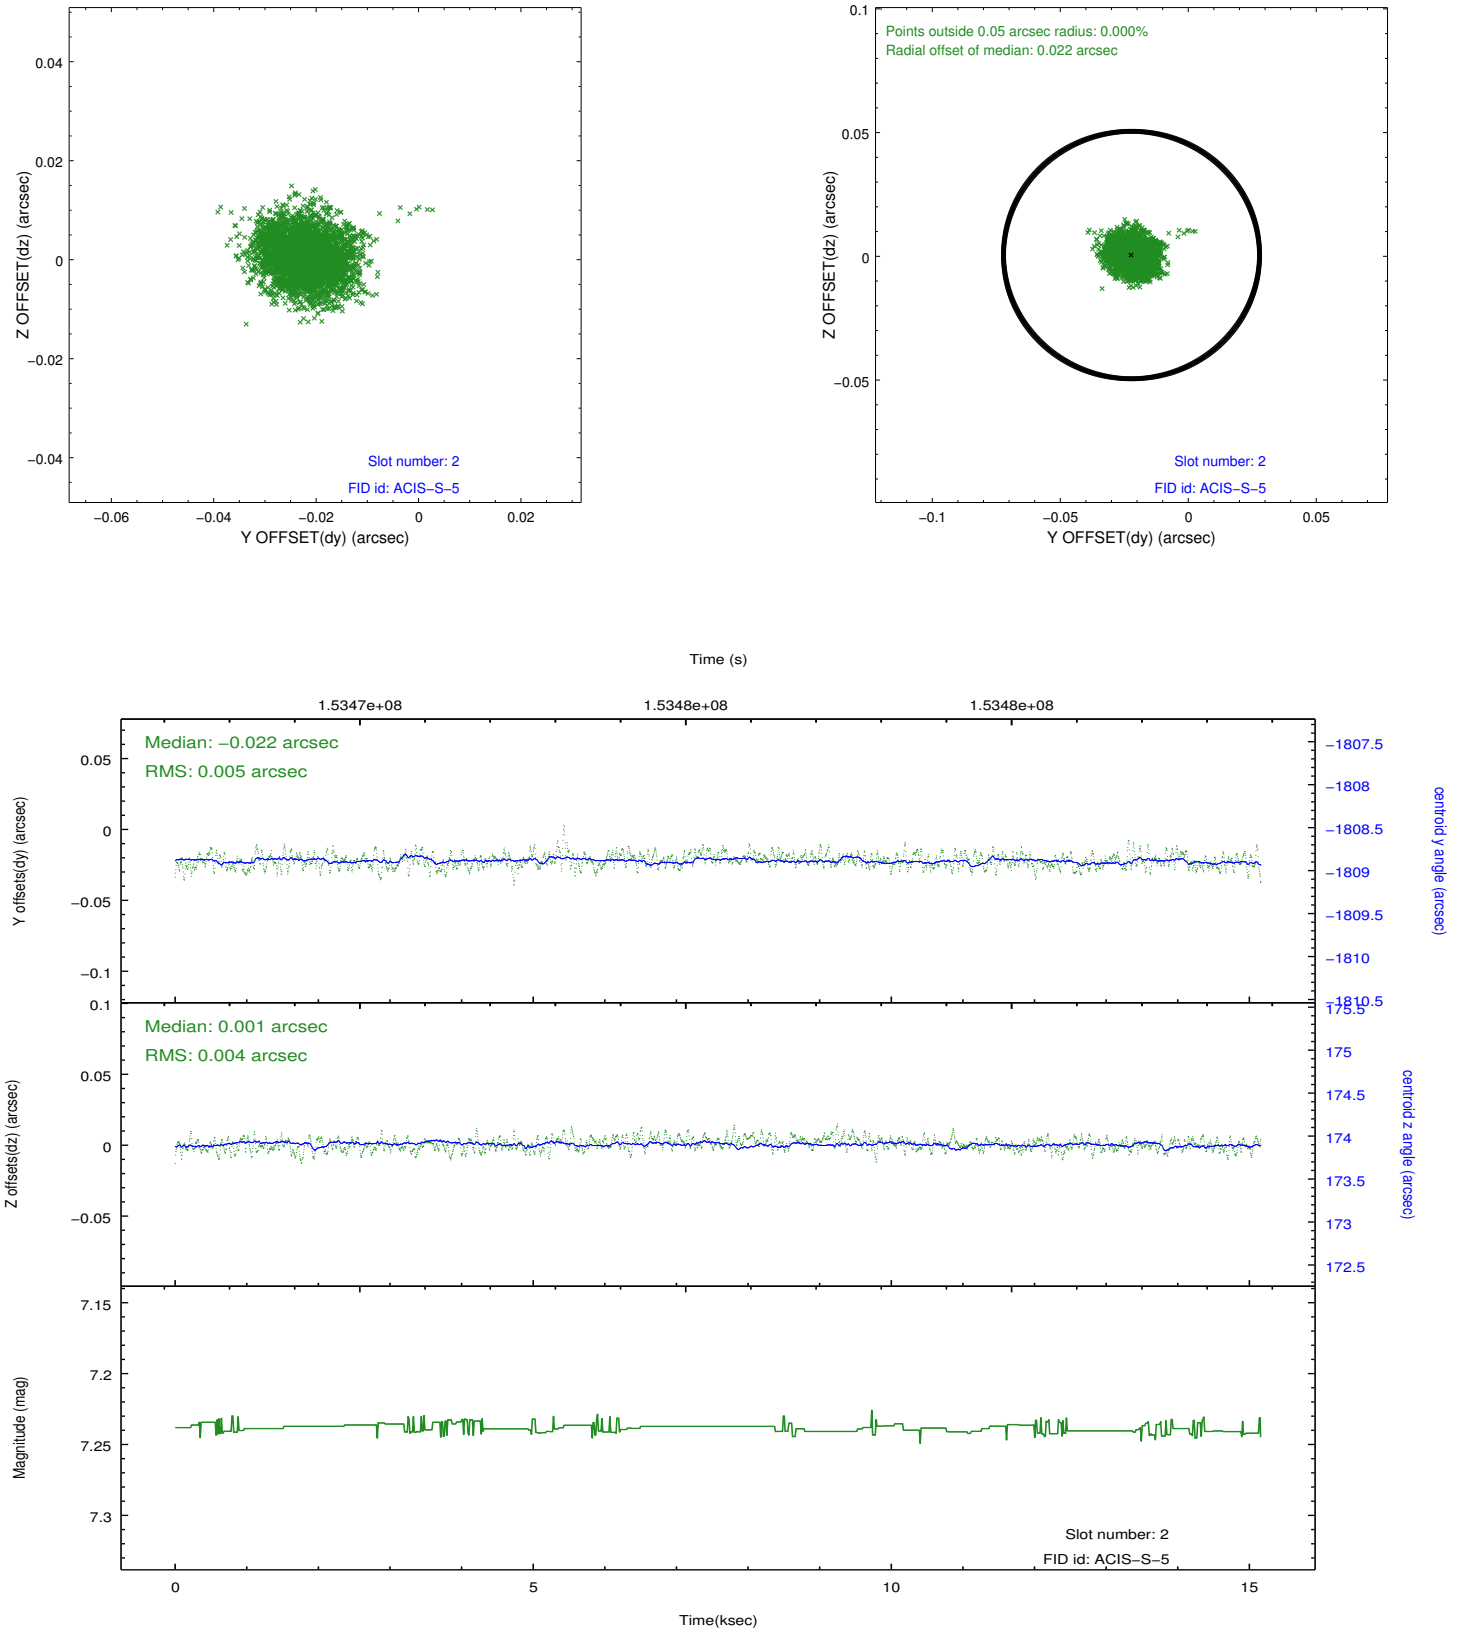 0.04
0.02
0
−0.02
−0.04
Z OFFSET(dz) (arcsec)
Slot number: 2
FID id: ACIS−S−5
−0.06
−0.04
−0.02
0
0.02
Y OFFSET(dy) (arcsec)
0.1
0.05
0
−0.05
Z OFFSET(dz) (arcsec)
Points outside 0.05 arcsec radius: 0.000%
Radial offset of median: 0.022 arcsec
Slot number: 2
FID id: ACIS−S−5
−0.1
−0.05
0
0.05
Y OFFSET(dy) (arcsec)
Time (s)
1.5347e+08
1.5348e+08
1.5348e+08
Median: −0.022 arcsec
RMS: 0.005 arcsec
0.05
0
−0.05
−0.1
Y offsets(dy) (arcsec)
−1807.5
−1808
−1808.5
−1809
−1809.5
−1810
−1810.5
centroid y angle (arcsec)
Median: 0.001 arcsec
RMS: 0.004 arcsec
0.1
0.05
0
−0.05
Z offsets(dz) (arcsec)
175.5
175
174.5
174
173.5
173
172.5
centroid z angle (arcsec)
7.15
7.2
7.25
7.3
Magnitude (mag)
Slot number: 2
FID id: ACIS−S−5
0
5
10
15
Time(ksec)